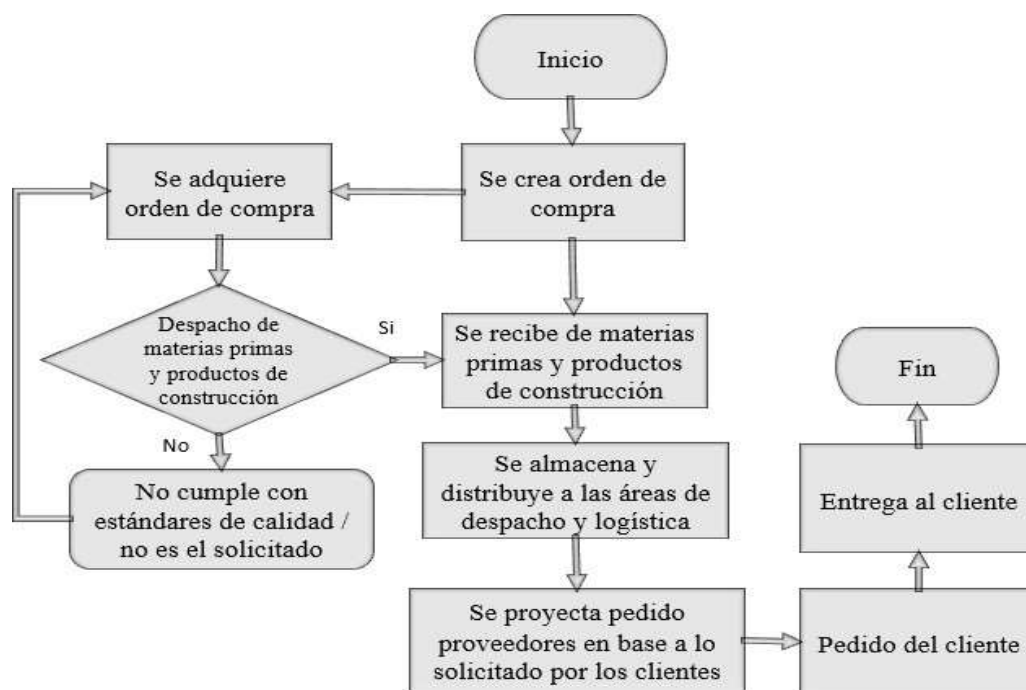 Inicio
Se crea orden de
compra
Se adquiere
orden de compra
Despacho de
materias primas
y productos de
construcción
Si
No
No cumple con
estándares de calidad /
no es el solicitado
Se recibe de materias
primas y productos
de construcción
Se almacena y
distribuye a las áreas de
despacho y logística
Se proyecta pedido
proveedores en base a lo
solicitado por los clientes
Pedido del cliente
Entrega al cliente
Fin